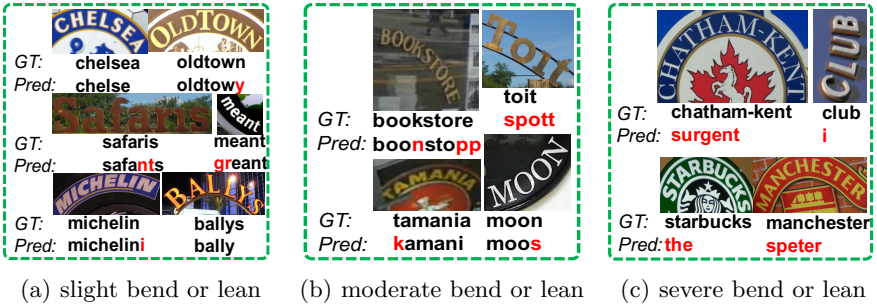 CHELSEA OLDTOWN
GT: chelsea oldtown
Pred: chelse oldtowy
Safaris meant
GT: safaris meant
Pred: safants greant
MICHELIN BALLYS
GT: michelin ballys
Pred: michelini bally
(a) slight bend or lean
BOOKSTORE Toit
toit
GT: bookstore spott
Pred: boonstopp
TAMANIA MOON
GT: tamania moon
Pred: kamani moos
(b) moderate bend or lean
CHATHAM-KENT CLUB
GT: chatham-kent club
Pred: surgent i
STARBUCKS MANCHESTER
GT: starbucks manchester
Pred: the speter
(c) severe bend or lean